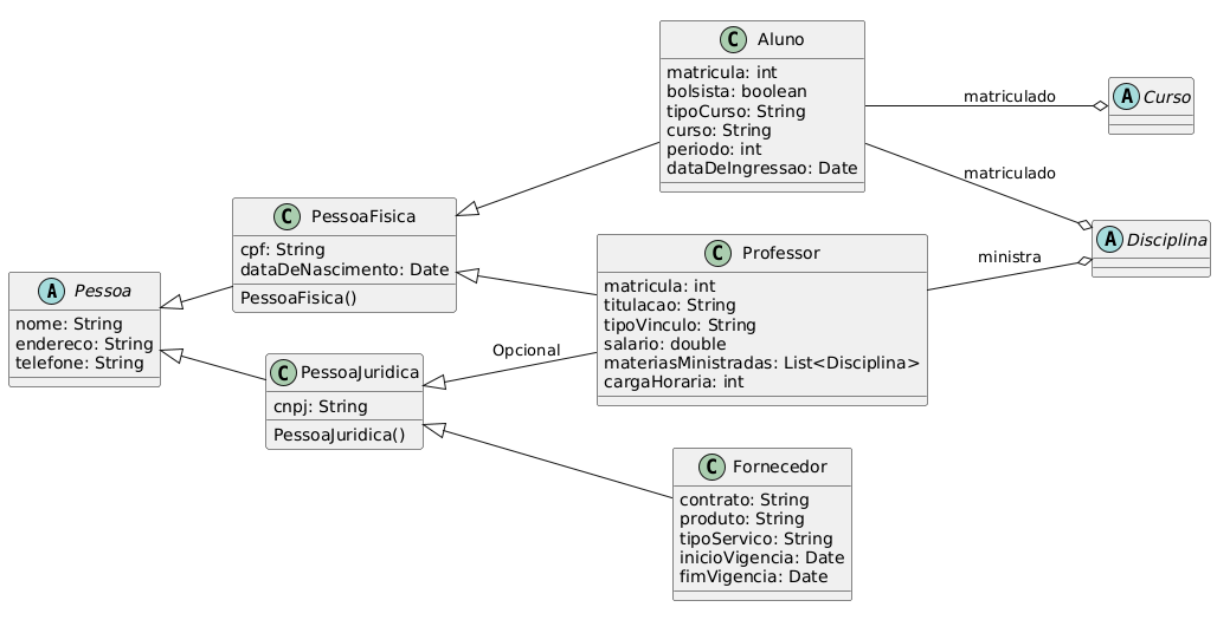 A Pessoa
nome: String
endereco: String
telefone: String
C PessoaFisica
cpf: String
dataDeNascimento: Date
PessoaFisica()
C PessoaJuridica
cnpj: String
PessoaJuridica()
Opcional
C Aluno
matricula: int
bolsista: boolean
tipoCurso: String
curso: String
periodo: int
dataDeIngressao: Date
C Professor
matricula: int
titulacao: String
tipoVinculo: String
salario: double
materiasMinistradas: List<Disciplina>
cargaHoraria: int
C Fornecedor
contrato: String
produto: String
tipoServico: String
inicioVigencia: Date
fimVigencia: Date
matriculado
matriculado
ministra
A Curso
A Disciplina